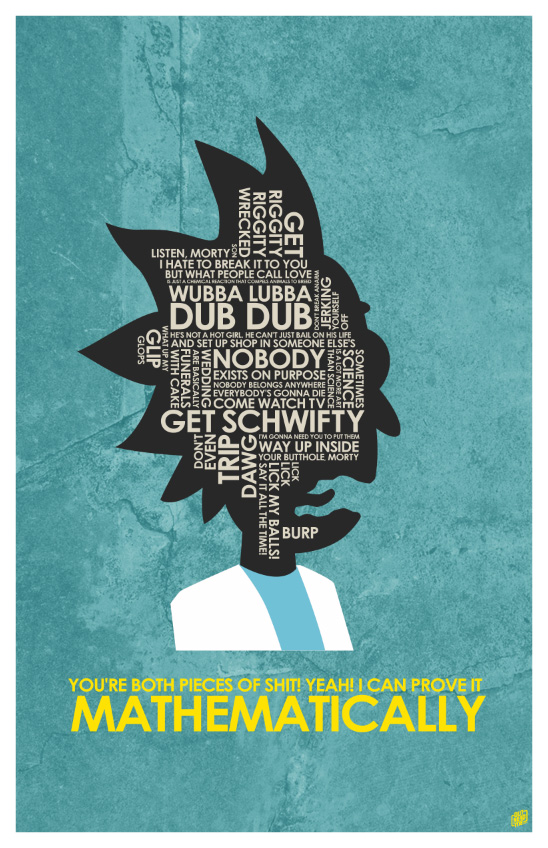 RIGGITY
RIGGITY
WRECKED
SON
GET
LISTEN, MORTY
I HATE TO BREAK IT TO YOU
BUT WHAT PEOPLE CALL LOVE
IS JUST A CHEMICAL REACTION THAT COMPELS ANIMALS TO BREED
WUBBA LUBBA
DUB DUB
DON'T BREAK
JERKING
YOURSELF
OFF
HE'S NOT A HOT GIRL. HE CAN'T JUST BAIL ON HIS LIFE
AND SET UP SHOP IN SOMEONE ELSE'S
WHAT UP MY
GLIP
GLOPS
WEDDINGS
ARE BASICALLY
FUNERALS
WITH CAKE
NOBODY
EXISTS ON PURPOSE
NOBODY BELONGS ANYWHERE
EVERYBODY'S GONNA DIE
COME WATCH TV
SOMETIMES
SCIENCE
IS A LOT MORE ART
THAN SCIENCE
GET SCHWIFTY
DON'T
EVEN
TRIP
DAWG
I'M GONNA NEED YOU TO PUT THEM
WAY UP INSIDE
YOUR BUTTHOLE MORTY
LICK
LICK
LICK MY BALLS!
SAY IT ALL THE TIME!
BURP
YOU'RE BOTH PIECES OF SHIT! YEAH! I CAN PROVE IT
MATHEMATICALLY